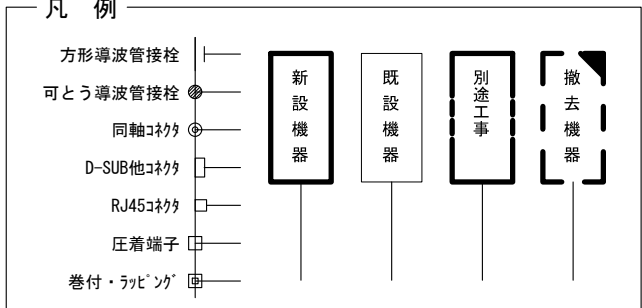 凡 例
方形導波管接栓
可とう導波管接栓
同軸ｺﾈｸﾀ
D-SUB他ｺﾈｸﾀ
RJ45ｺﾈｸﾀ
圧着端子
巻付・ﾗｯﾋﾟﾝｸﾞ
新設機器
既設機器
別途工事
撤去機器